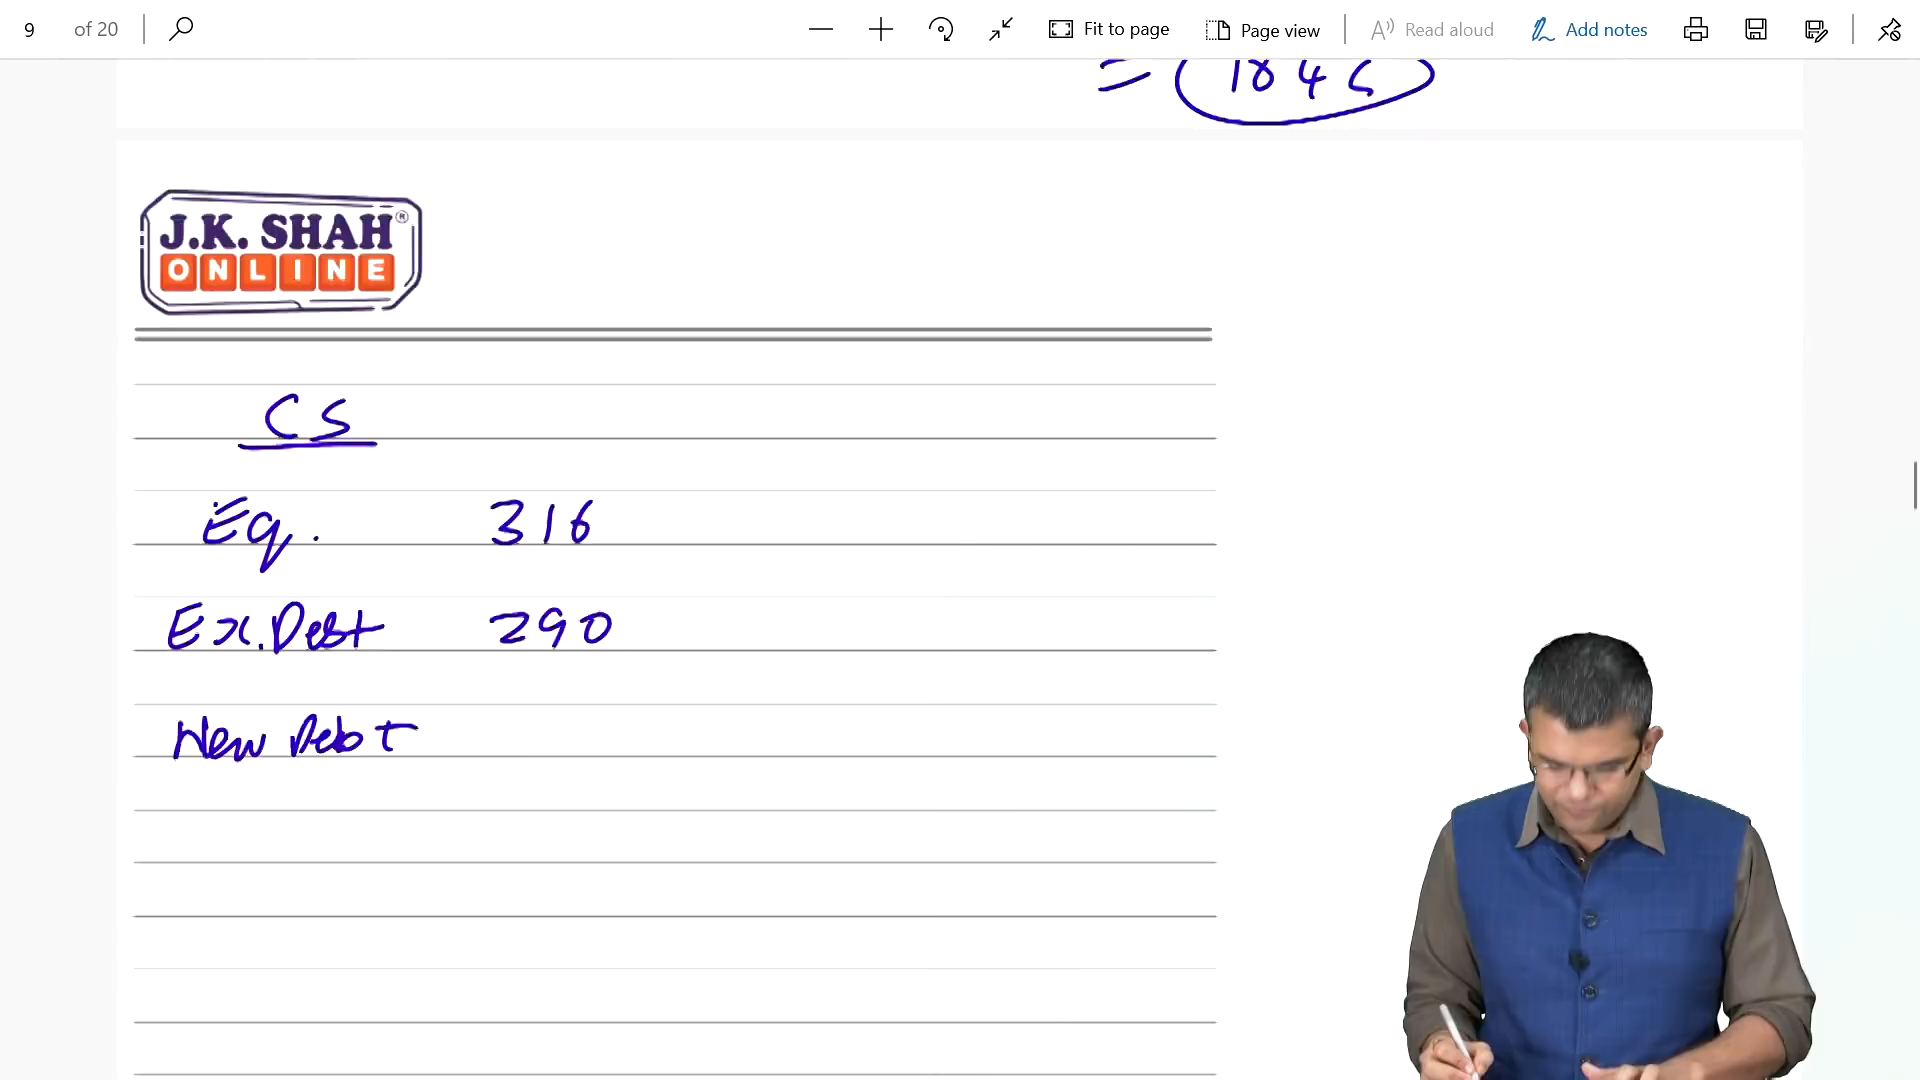 9 of 20 Fit to page Page view Read aloud Add notes
=
J.K. SHAH®
ONLINE
CS
Eq. 316
Ex. Debt 290
New Debt